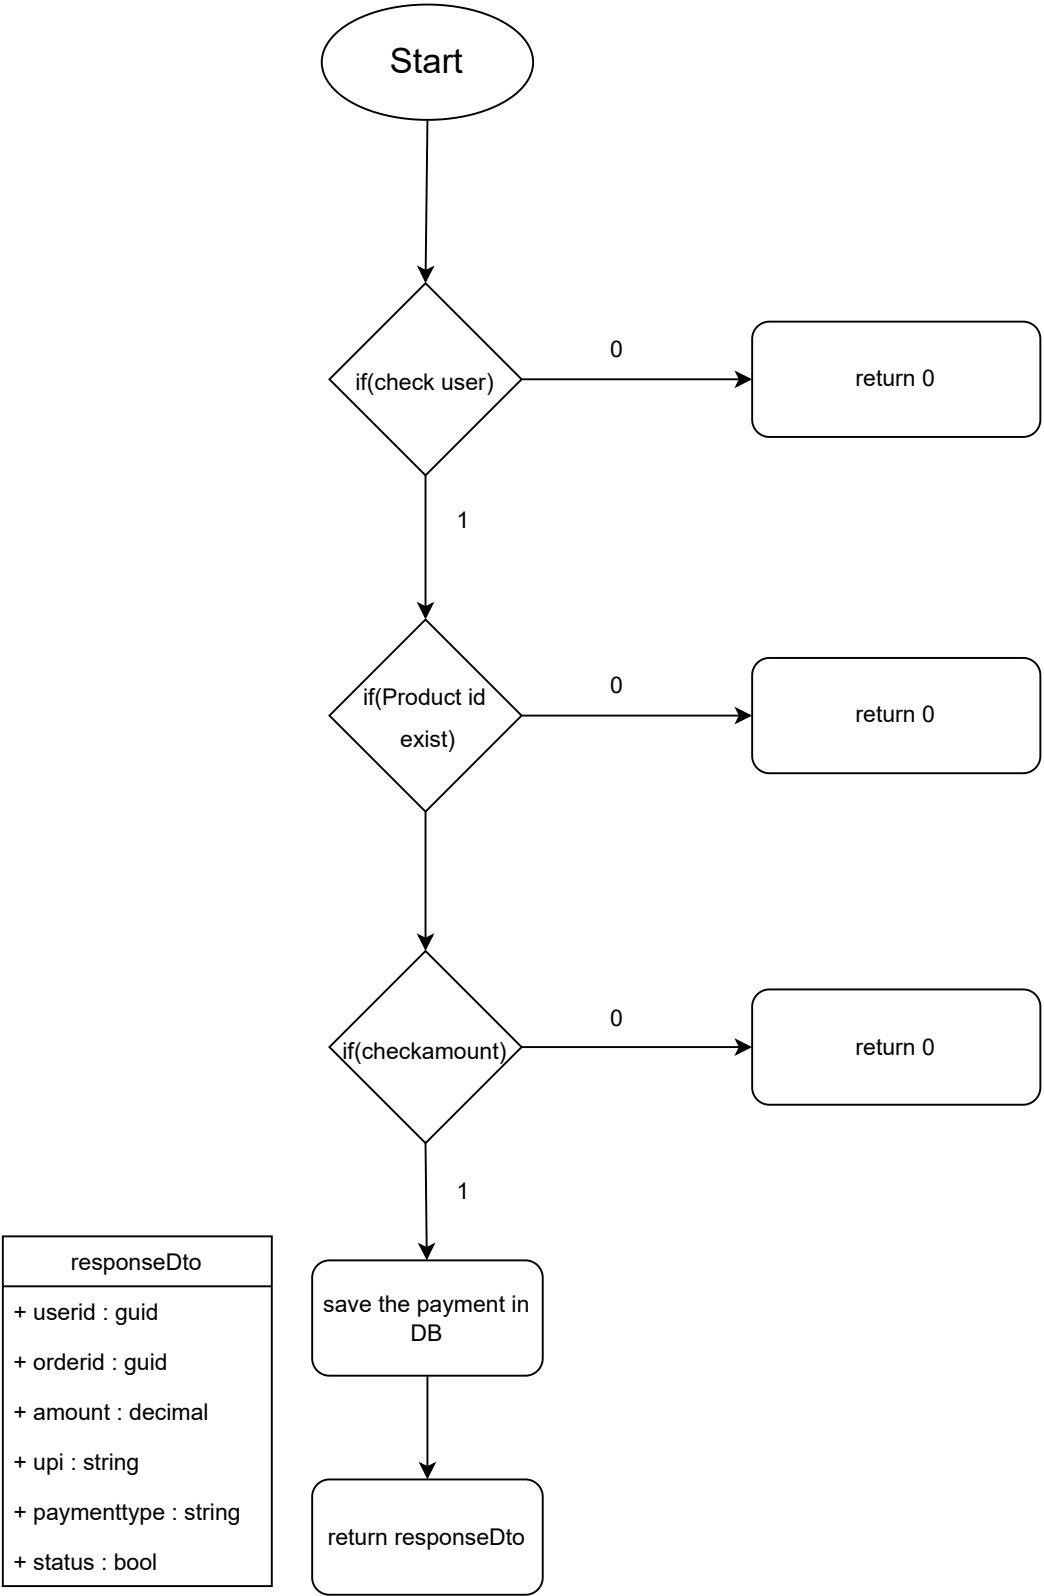 Start
if(check user)
0
return 0
1
if(Product id
exist)
0
return 0
if(checkamount)
0
return 0
1
save the payment in
DB
return responseDto
responseDto
+ userid : guid
+ orderid : guid
+ amount : decimal
+ upi : string
+ paymenttype : string
+ status : bool